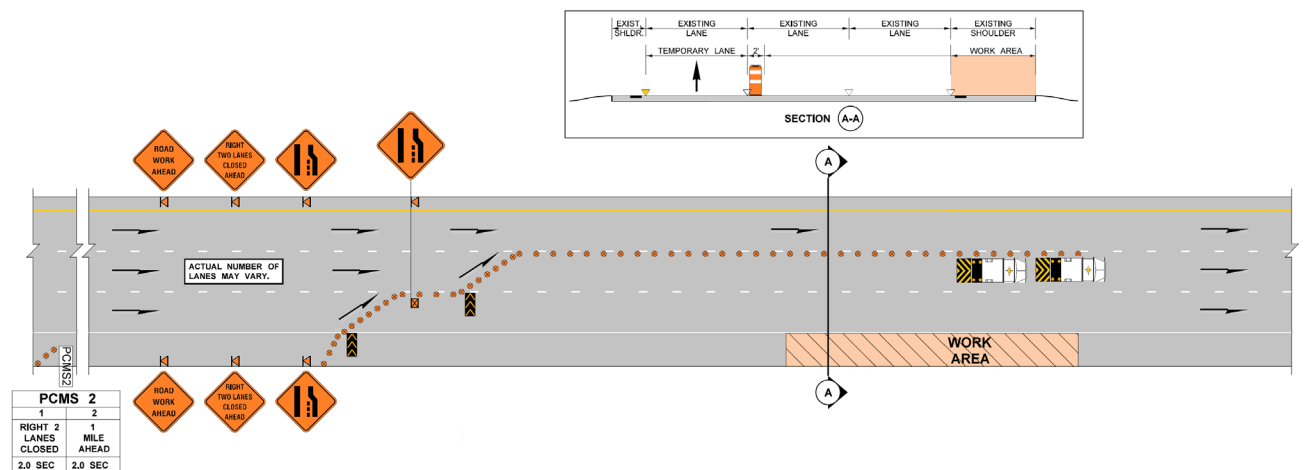 EXIST. EXISTING EXISTING EXISTING EXISTING
SHLDR. LANE LANE LANE SHOULDER
TEMPORARY LANE 2' WORK AREA
SECTION A-A
ROAD
WORK
AHEAD
RIGHT
TWO LANES
CLOSED
AHEAD
A
ACTUAL NUMBER OF
LANES MAY VARY.
WORK
AREA
PCMS2
ROAD
WORK
AHEAD
RIGHT
TWO LANES
CLOSED
AHEAD
A
PCMS 2
1 2
RIGHT 2 1
LANES MILE
CLOSED AHEAD
2.0 SEC 2.0 SEC